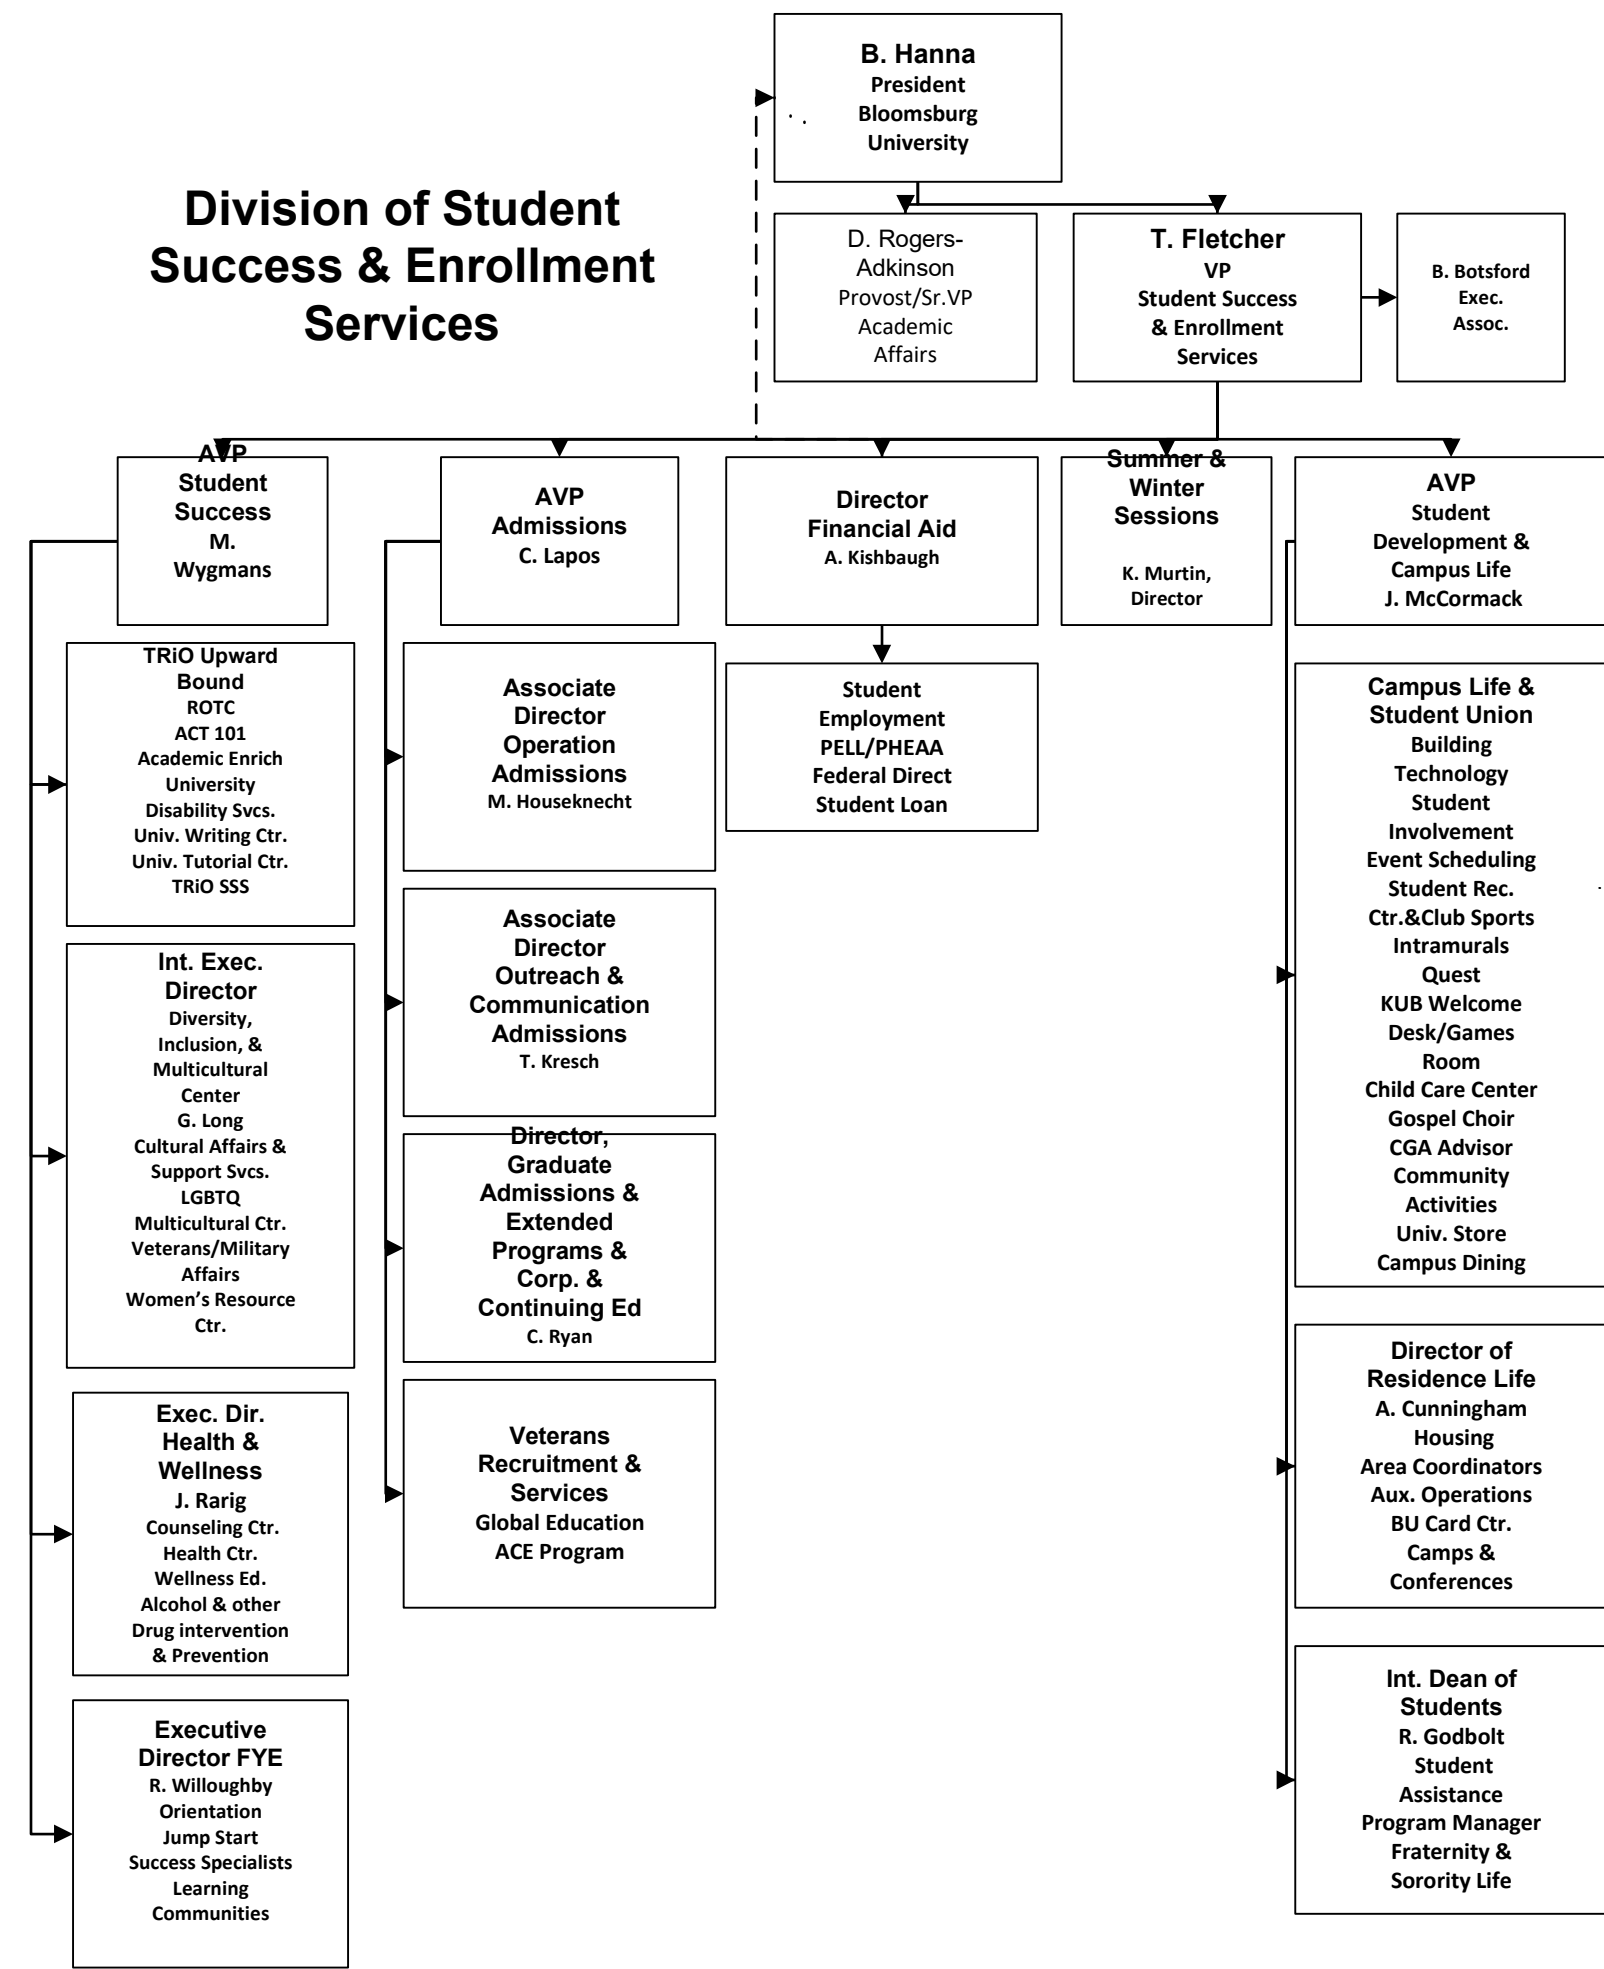 B. Hanna
President
Bloomsburg
University
Division of Student
Success & Enrollment
Services
D. Rogers-
Adkinson
Provost/Sr.VP
Academic
Affairs
T. Fletcher
VP
Student Success
& Enrollment
Services
B. Botsford
Exec.
Assoc.
AVP
Student
Success
M.
Wygmans
AVP
Admissions
C. Lapos
Director
Financial Aid
A. Kishbaugh
Summer &
Winter
Sessions
K. Murtin,
Director
AVP
Student
Development &
Campus Life
J. McCormack
TRiO Upward
Bound
ROTC
ACT 101
Academic Enrich
University
Disability Svcs.
Univ. Writing Ctr.
Univ. Tutorial Ctr.
TRiO SSS
Int. Exec.
Director
Diversity,
Inclusion, &
Multicultural
Center
G. Long
Cultural Affairs &
Support Svcs.
LGBTQ
Multicultural Ctr.
Veterans/Military
Affairs
Women’s Resource
Ctr.
Exec. Dir.
Health &
Wellness
J. Rarig
Counseling Ctr.
Health Ctr.
Wellness Ed.
Alcohol & other
Drug intervention
& Prevention
Executive
Director FYE
R. Willoughby
Orientation
Jump Start
Success Specialists
Learning
Communities
Associate
Director
Operation
Admissions
M. Houseknecht
Associate
Director
Outreach &
Communication
Admissions
T. Kresch
Director,
Graduate
Admissions &
Extended
Programs &
Corp. &
Continuing Ed
C. Ryan
Veterans
Recruitment &
Services
Global Education
ACE Program
Student
Employment
PELL/PHEAA
Federal Direct
Student Loan
Campus Life &
Student Union
Building
Technology
Student
Involvement
Event Scheduling
Student Rec.
Ctr.&Club Sports
Intramurals
Quest
KUB Welcome
Desk/Games
Room
Child Care Center
Gospel Choir
CGA Advisor
Community
Activities
Univ. Store
Campus Dining
Director of
Residence Life
A. Cunningham
Housing
Area Coordinators
Aux. Operations
BU Card Ctr.
Camps &
Conferences
Int. Dean of
Students
R. Godbolt
Student
Assistance
Program Manager
Fraternity &
Sorority Life